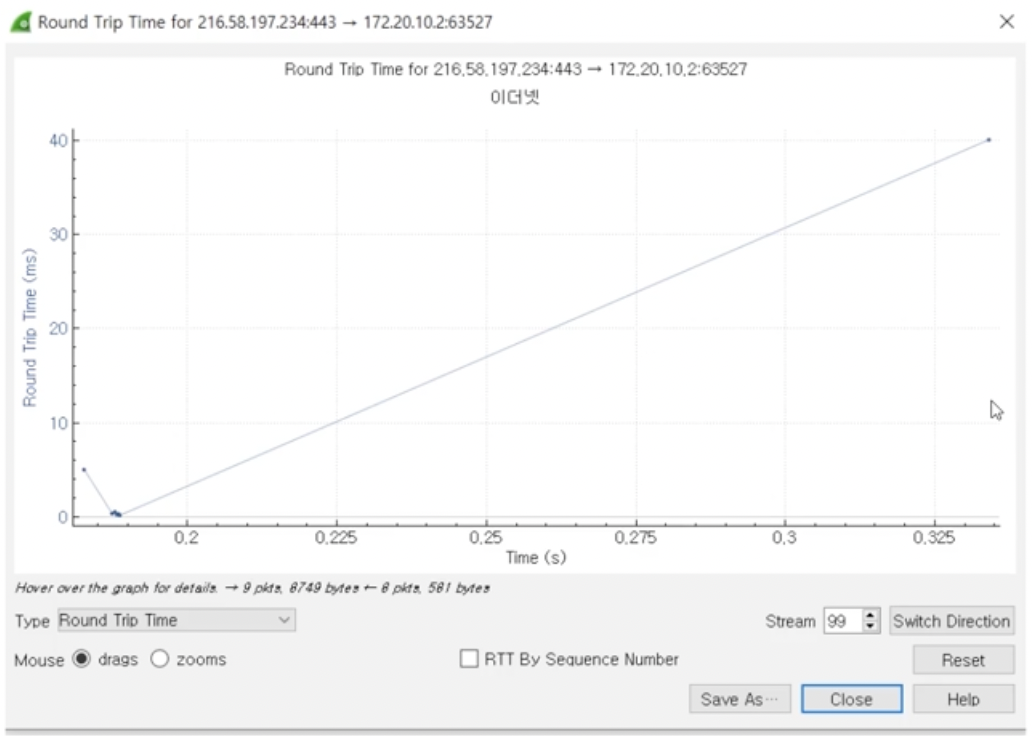 Round Trip Time for 216.58.197.234:443 → 172.20.10.2:63527
Round Trip Time for 216.58.197.234:443 → 172.20.10.2:63527
이더넷
40
30
20
10
0
Round Trip Time (ms)
0.2 0.225 0.25 0.275 0.3 0.325
Time (s)
Hover over the graph for details. → 9 pkts, 8749 bytes ← 8 pkts, 581 bytes
Type Round Trip Time Stream 99 Switch Direction
Mouse drags zooms RTT By Sequence Number Reset
Save As… Close Help